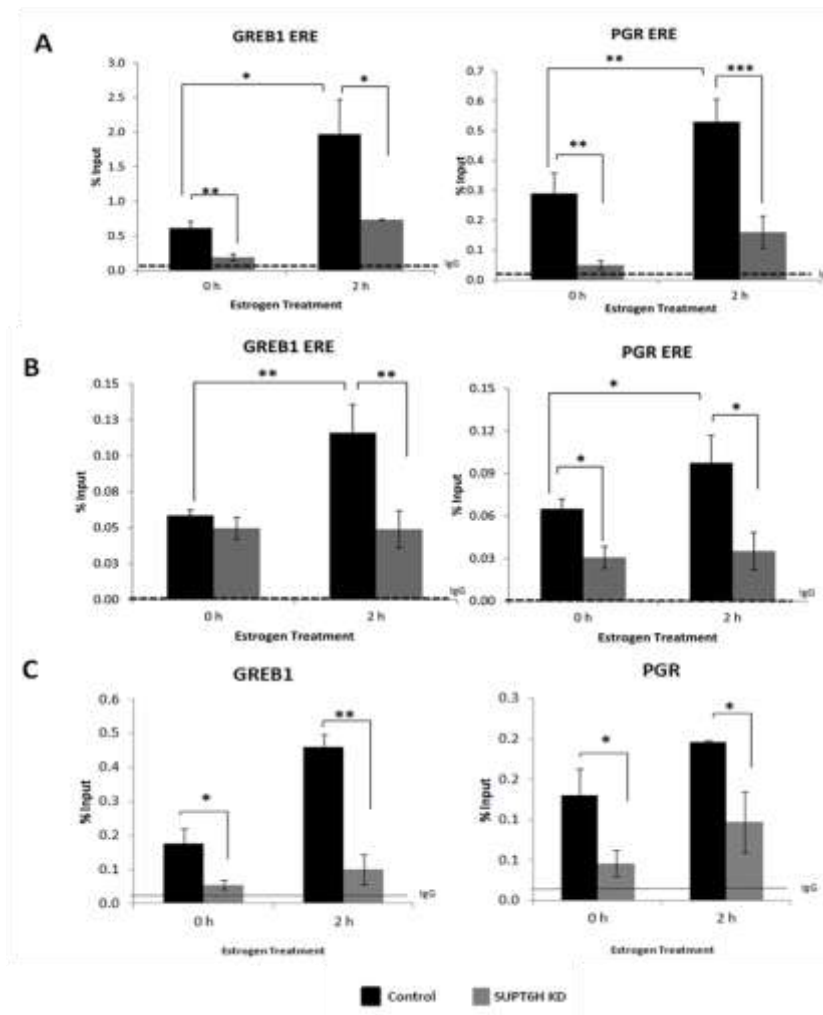 A
GREB1 ERE
*
*
**
3.0
2.5
2.0
1.5
1.0
0.5
0.0
% Input
IgG
0 h
2 h
Estrogen Treatment
PGR ERE
**
***
**
0.7
0.6
0.5
0.4
0.3
0.2
0.1
0.0
% Input
0 h
2 h
Estrogen Treatment
B
GREB1 ERE
**
**
0.15
0.13
0.10
0.08
0.05
0.03
0.00
% Input
IgG
0 h
2 h
Estrogen Treatment
PGR ERE
*
*
*
0.15
0.12
0.09
0.06
0.03
0.00
% Input
IgG
0 h
2 h
Estrogen Treatment
C
GREB1
**
*
0.6
0.5
0.4
0.3
0.2
0.1
0.0
% Input
IgG
0 h
2 h
Estrogen Treatment
PGR
*
*
0.3
0.2
0.2
0.1
0.1
0.0
% Input
IgG
0 h
2 h
Estrogen Treatment
Control
SUPT6H KD